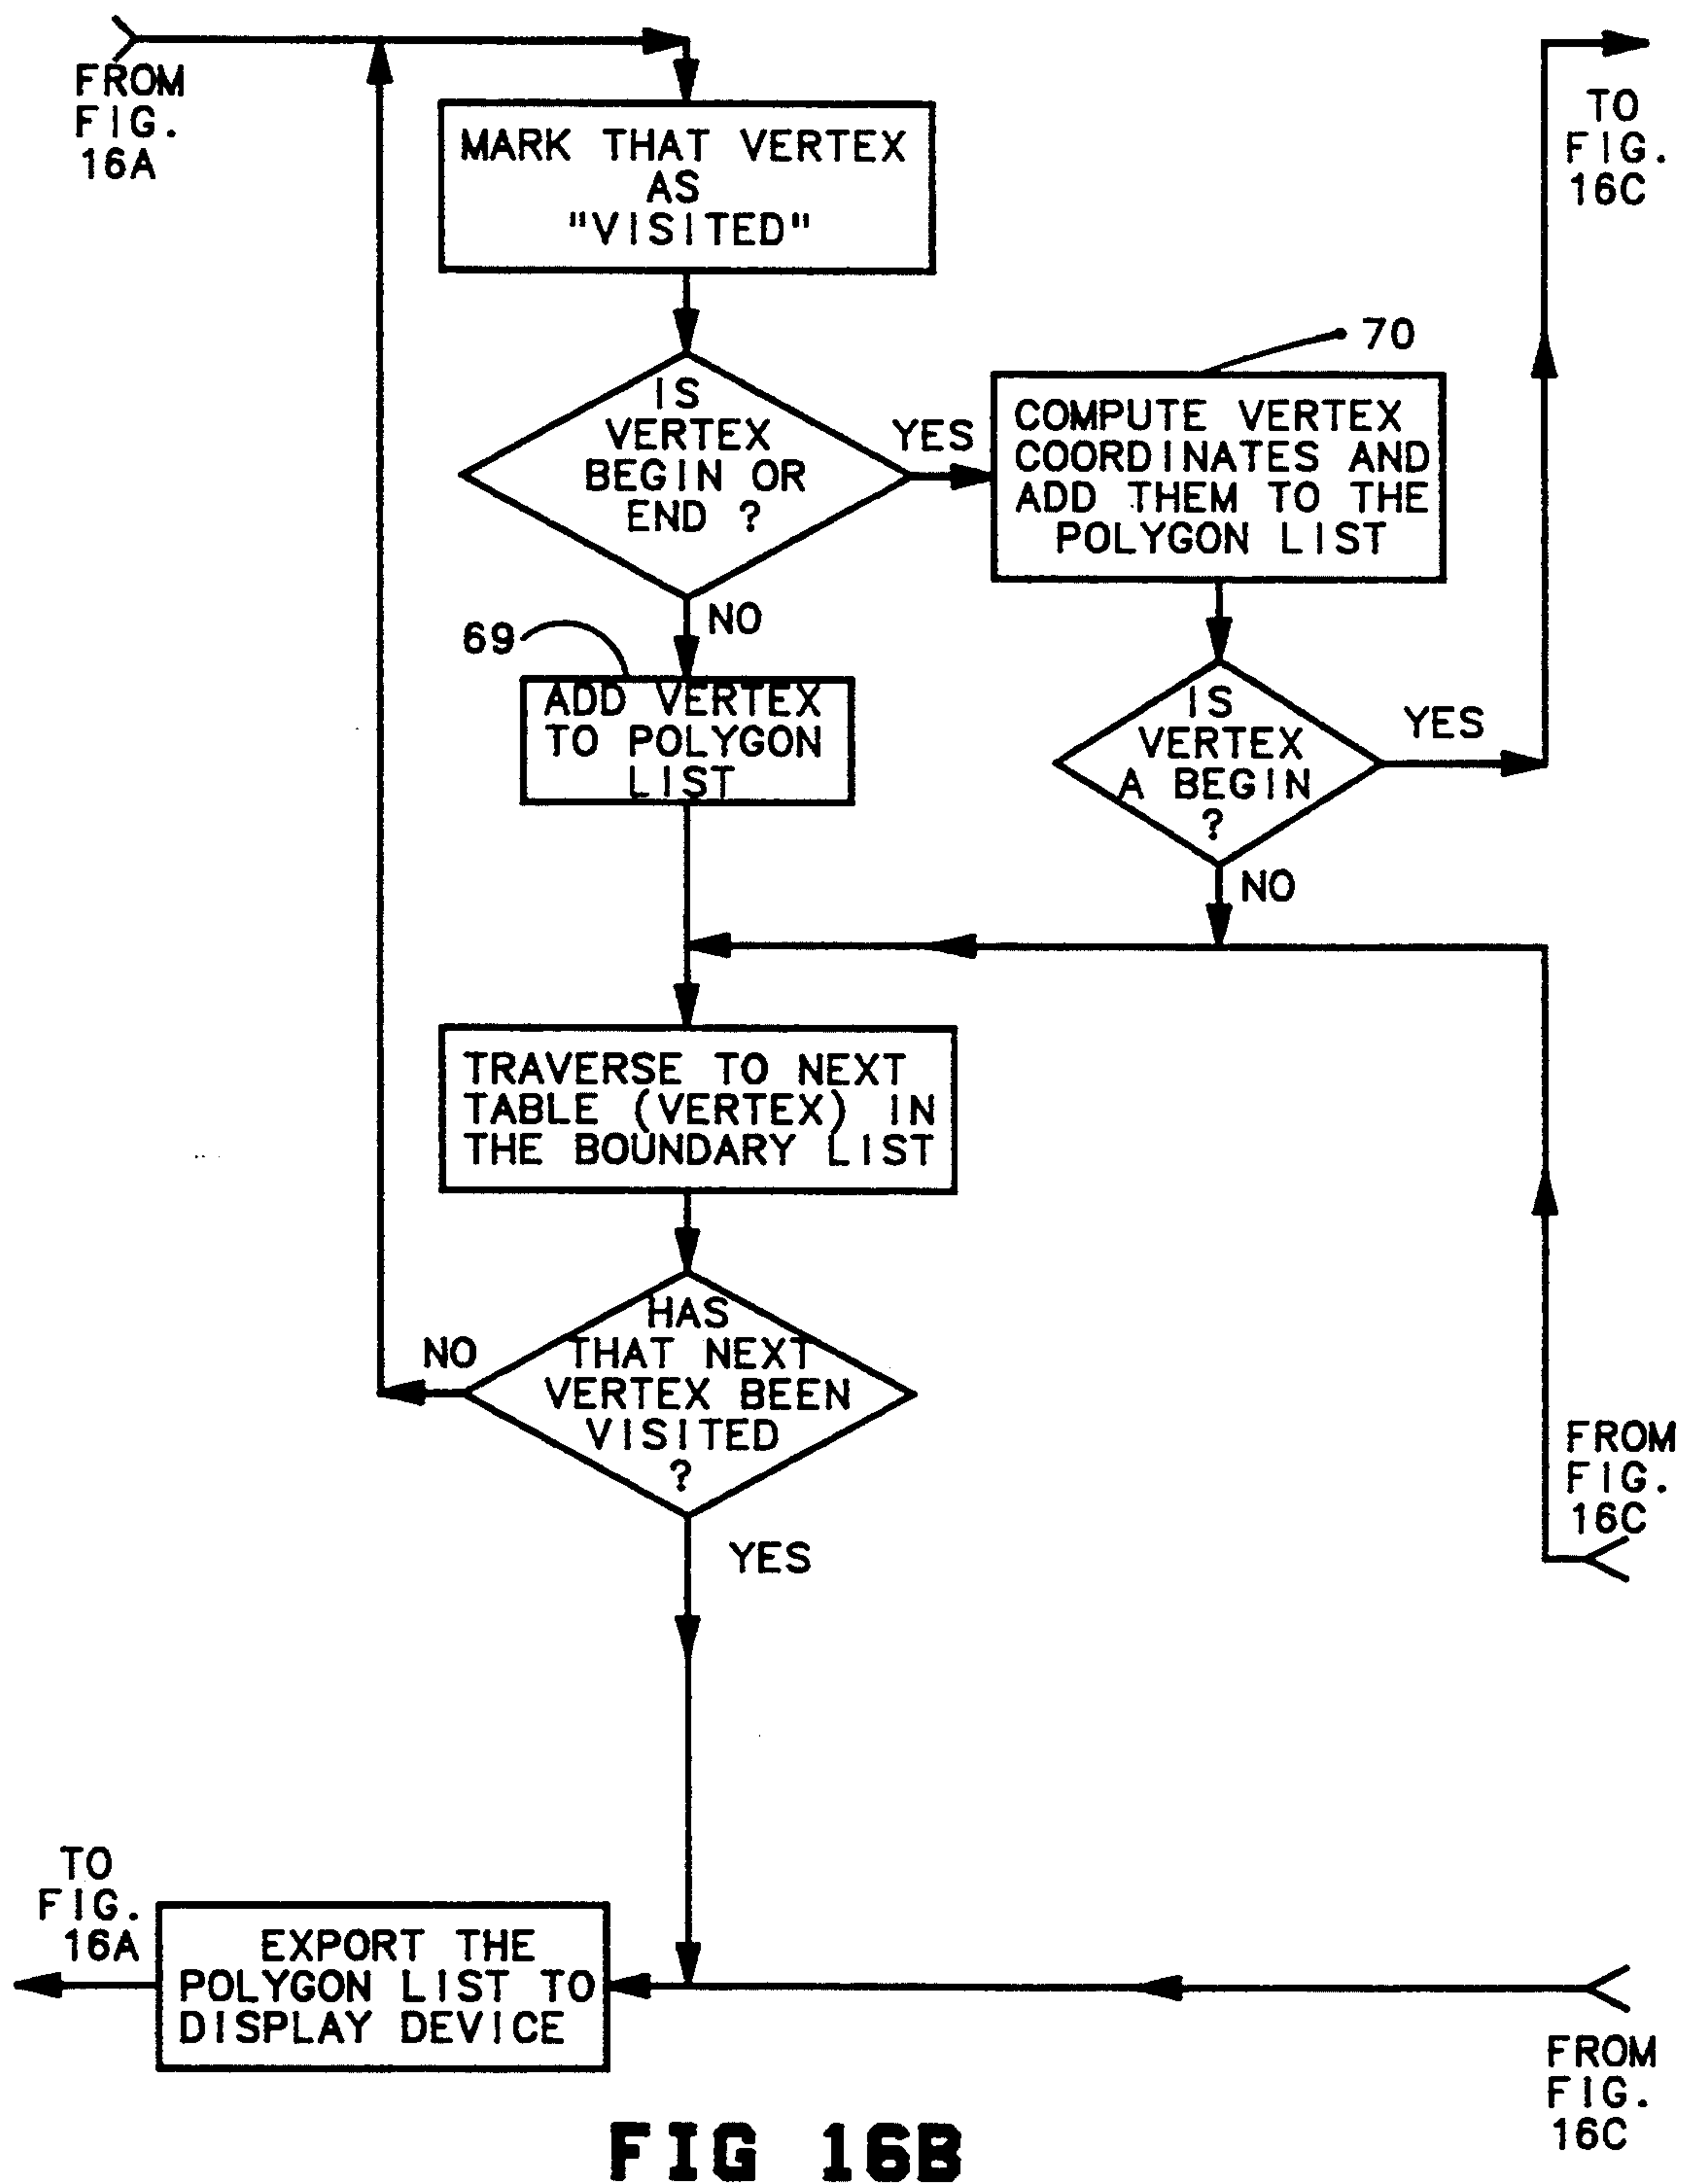 FROM
FIG.
16A
TO
FIG.
16C
MARK THAT VERTEX
AS
"VISITED"
IS
VERTEX
BEGIN OR
END ?
YES
70
COMPUTE VERTEX
COORDINATES AND
ADD THEM TO THE
POLYGON LIST
NO
69
ADD VERTEX
TO POLYGON
LIST
IS
VERTEX
A BEGIN
?
YES
NO
TRAVERSE TO NEXT
TABLE (VERTEX) IN
THE BOUNDARY LIST
HAS
THAT NEXT
VERTEX BEEN
VISITED
?
NO
YES
FROM
FIG.
16C
TO
FIG.
16A
EXPORT THE
POLYGON LIST TO
DISPLAY DEVICE
FROM
FIG.
16C
FIG 16B